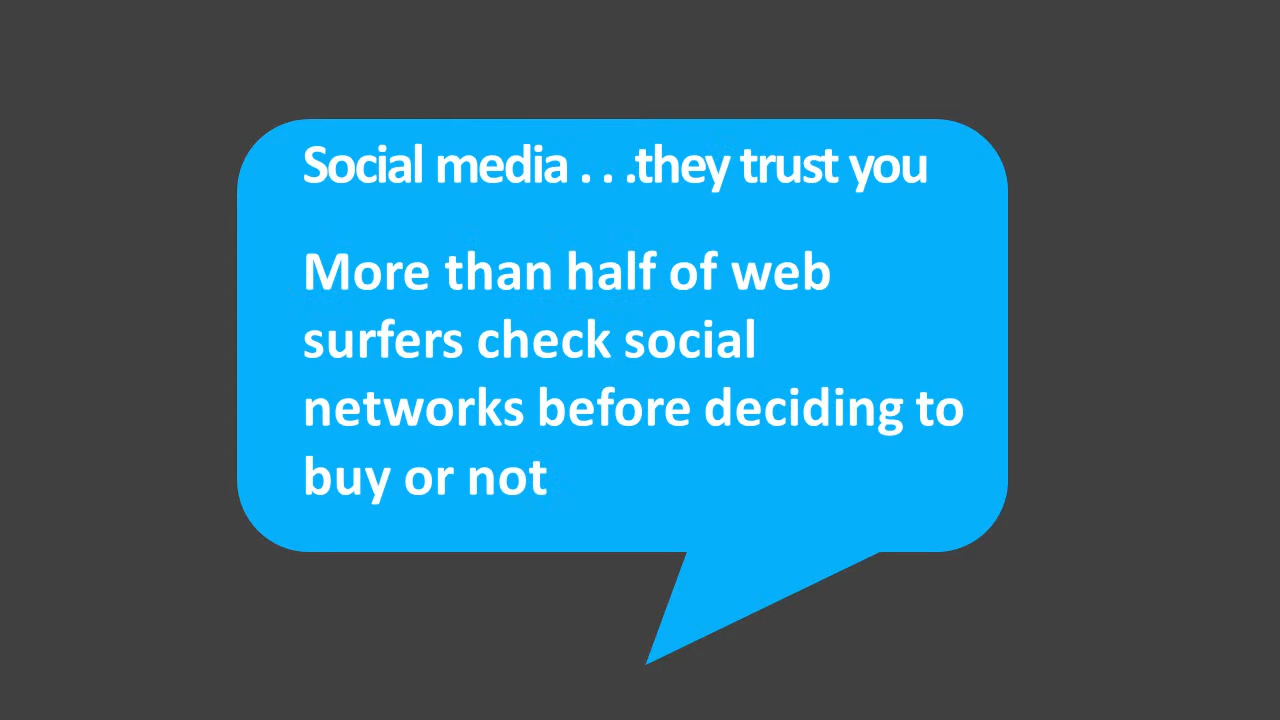 Social media . . .they trust you
More than half of web
surfers check social
networks before deciding to
buy or not